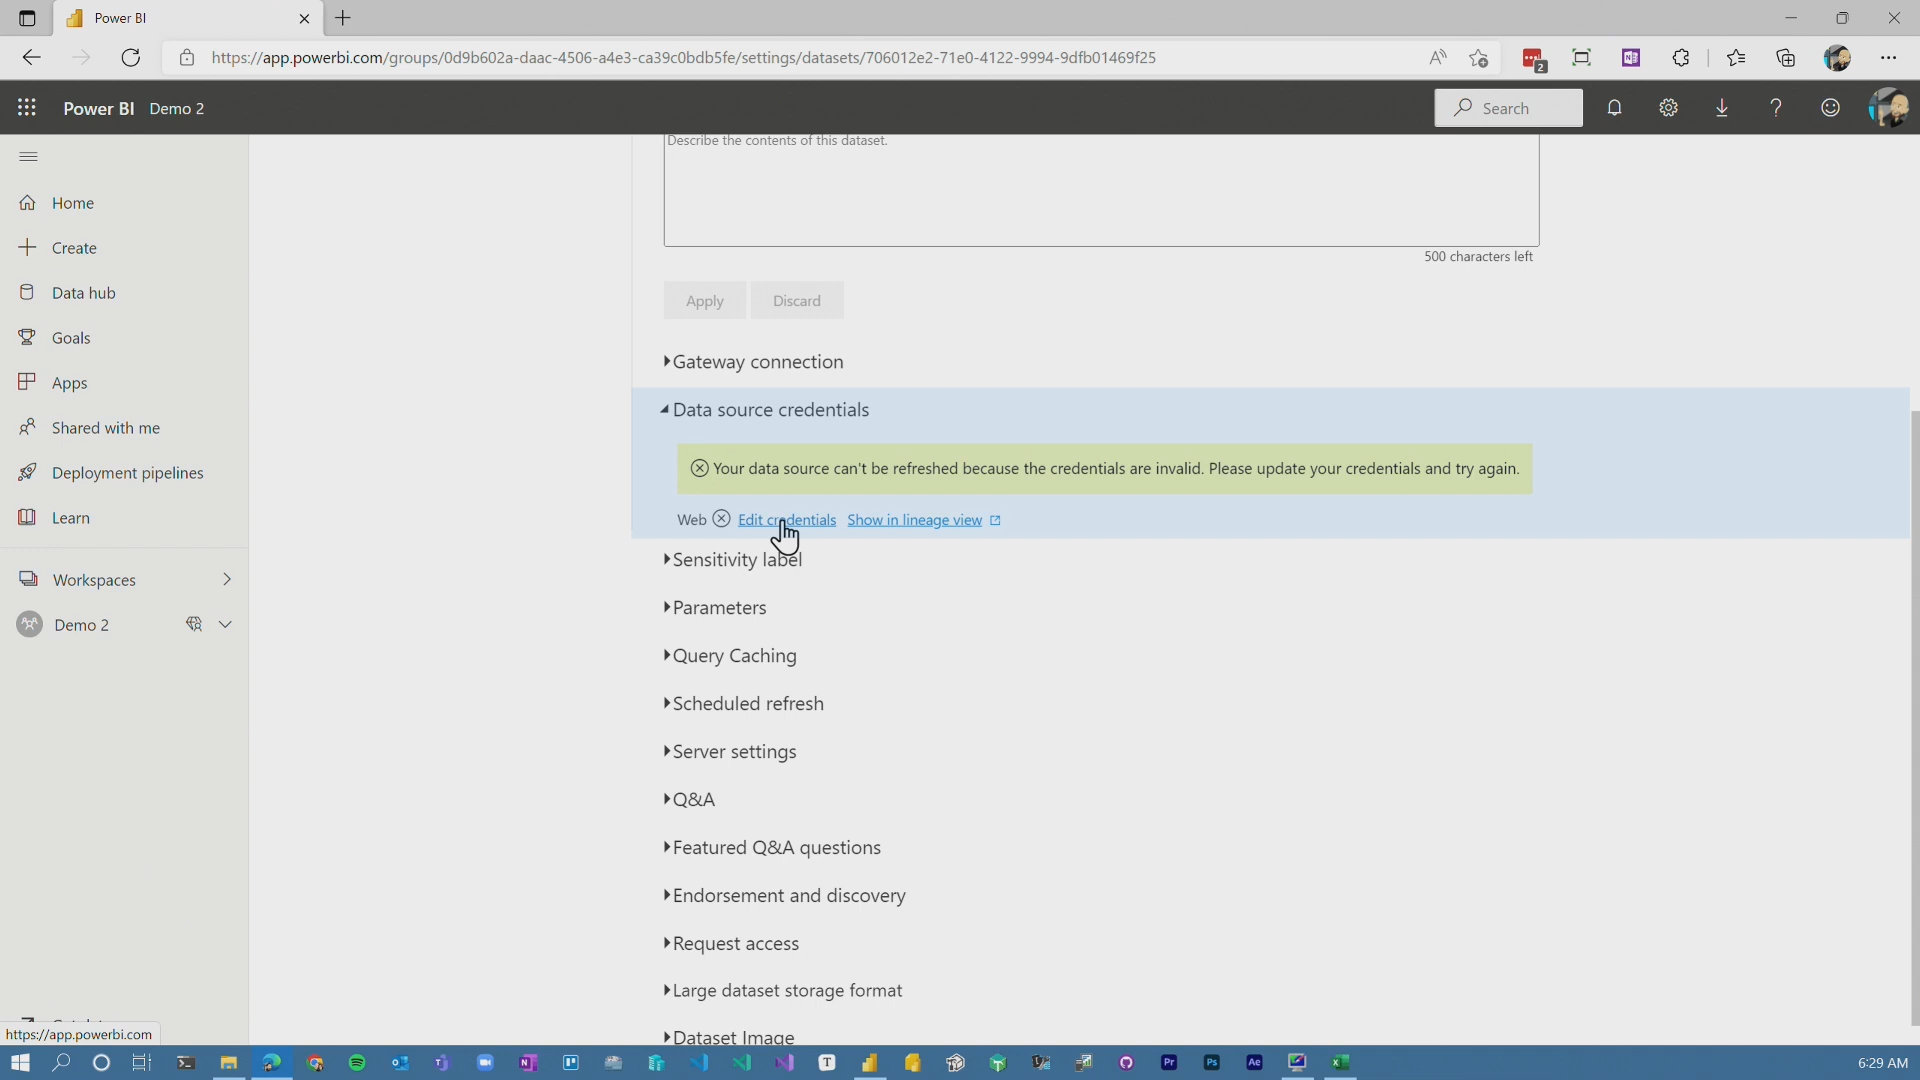 Power BI
https://app.powerbi.com/groups/0d9b602a-daac-4506-a4e3-ca39c0bdb5fe/settings/datasets/706012e2-71e0-4122-9994-9dfb01469f25
2
Power BI Demo 2
Search
Describe the contents of this dataset.
500 characters left
Apply Discard
Home
Create
Data hub
Goals
Apps
Shared with me
Deployment pipelines
Learn
Workspaces
Demo 2
Gateway connection
Data source credentials
Your data source can't be refreshed because the credentials are invalid. Please update your credentials and try again.
Web Edit credentials Show in lineage view
Sensitivity label
Parameters
Query Caching
Scheduled refresh
Server settings
Q&A
Featured Q&A questions
Endorsement and discovery
Request access
Large dataset storage format
Dataset Image
https://app.powerbi.com
6:29 AM